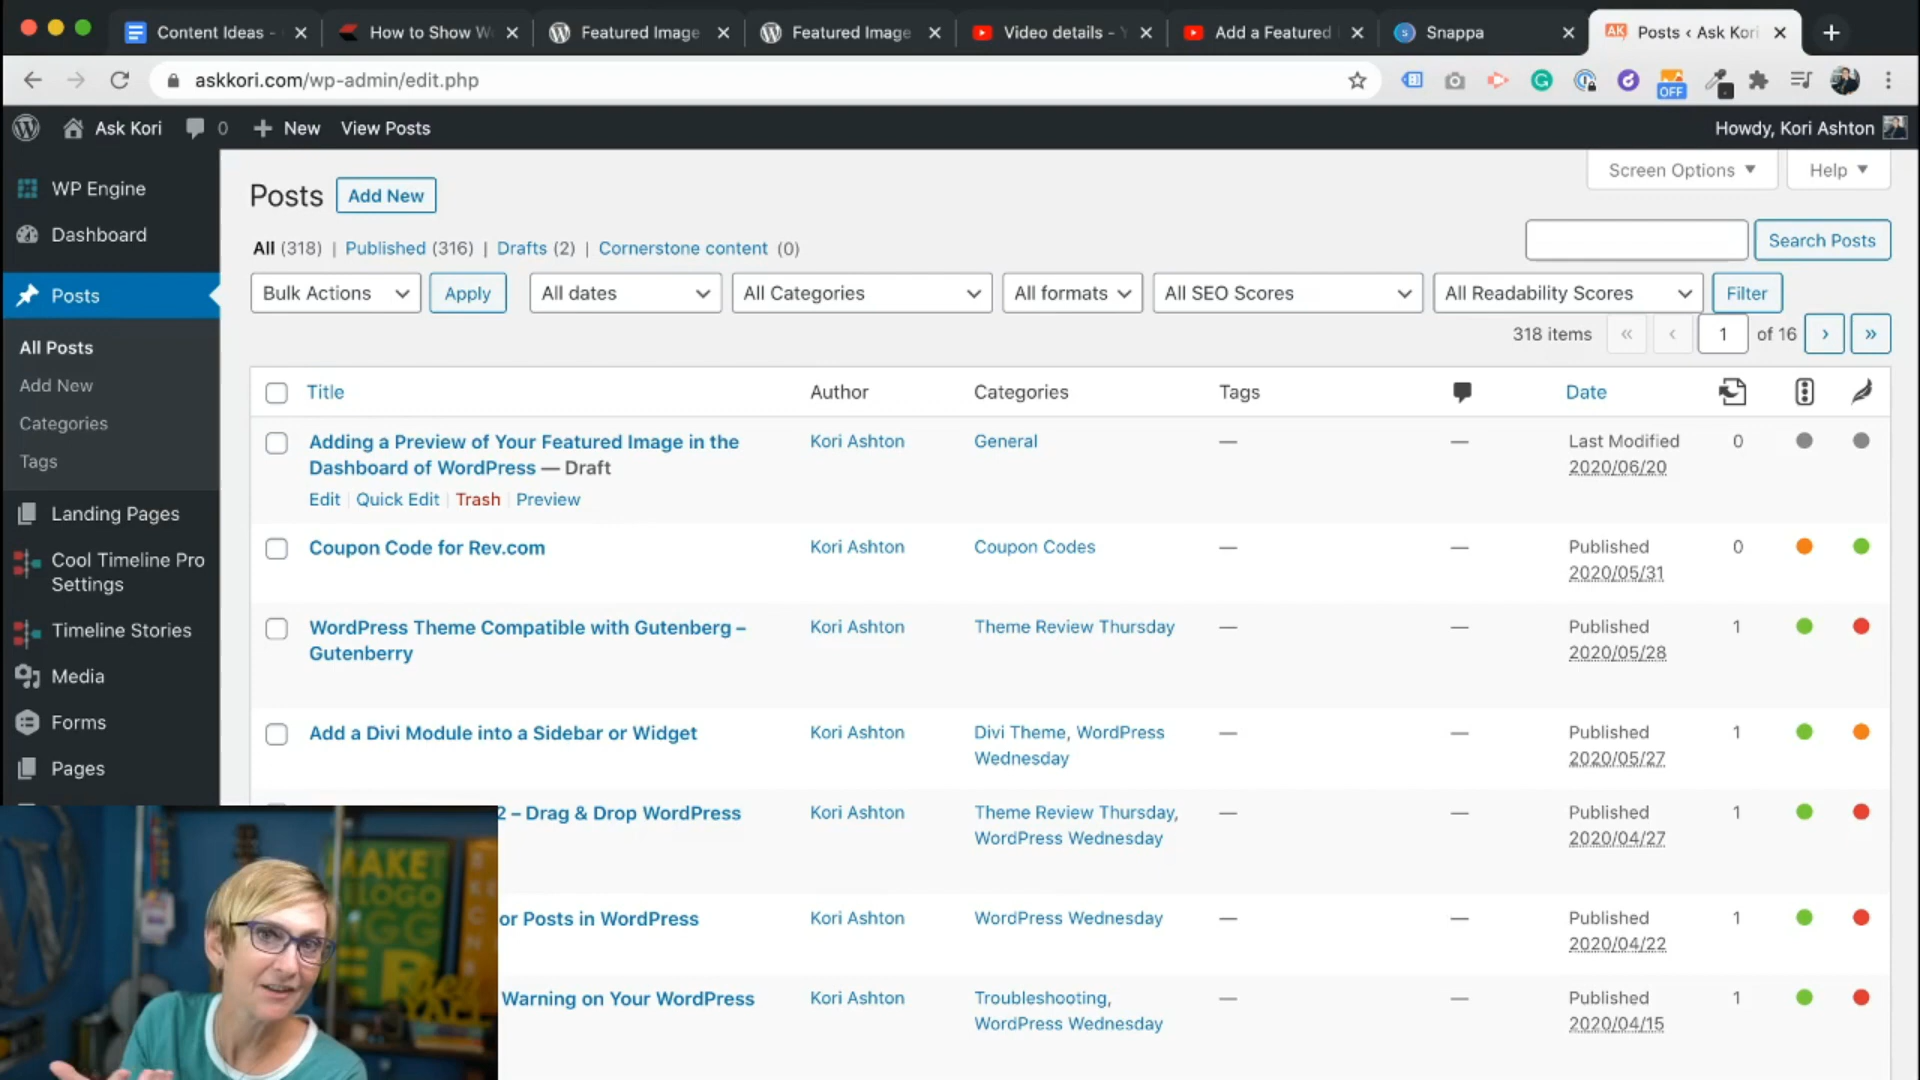 Content Ideas -
How to Show W
Featured Image
Featured Image
Video details - Y
Add a Featured
Snappa
Posts ‹ Ask Kori
askkori.com/wp-admin/edit.php
OFF
Ask Kori 0 + New View Posts
Howdy, Kori Ashton
WP Engine
Dashboard
Posts
All Posts
Add New
Categories
Tags
Landing Pages
Cool Timeline Pro
Settings
Timeline Stories
Media
Forms
Pages
Screen Options ▼
Help ▼
Posts Add New
All (318) | Published (316) | Drafts (2) | Cornerstone content (0)
Search Posts
Bulk Actions Apply All dates All Categories All formats All SEO Scores All Readability Scores Filter
318 items « ‹ 1 of 16 › »
Title Author Categories Tags Date
Adding a Preview of Your Featured Image in the Kori Ashton General — — Last Modified 0
Dashboard of WordPress — Draft 2020/06/20
Edit | Quick Edit | Trash | Preview
Coupon Code for Rev.com Kori Ashton Coupon Codes — — Published 0
2020/05/31
WordPress Theme Compatible with Gutenberg – Kori Ashton Theme Review Thursday — — Published 1
Gutenberry 2020/05/28
Add a Divi Module into a Sidebar or Widget Kori Ashton Divi Theme, WordPress — — Published 1
Wednesday 2020/05/27
2 – Drag & Drop WordPress Kori Ashton Theme Review Thursday, — — Published 1
WordPress Wednesday 2020/04/27
or Posts in WordPress Kori Ashton WordPress Wednesday — — Published 1
2020/04/22
Warning on Your WordPress Kori Ashton Troubleshooting, — — Published 1
WordPress Wednesday 2020/04/15
MAKE
LOGO